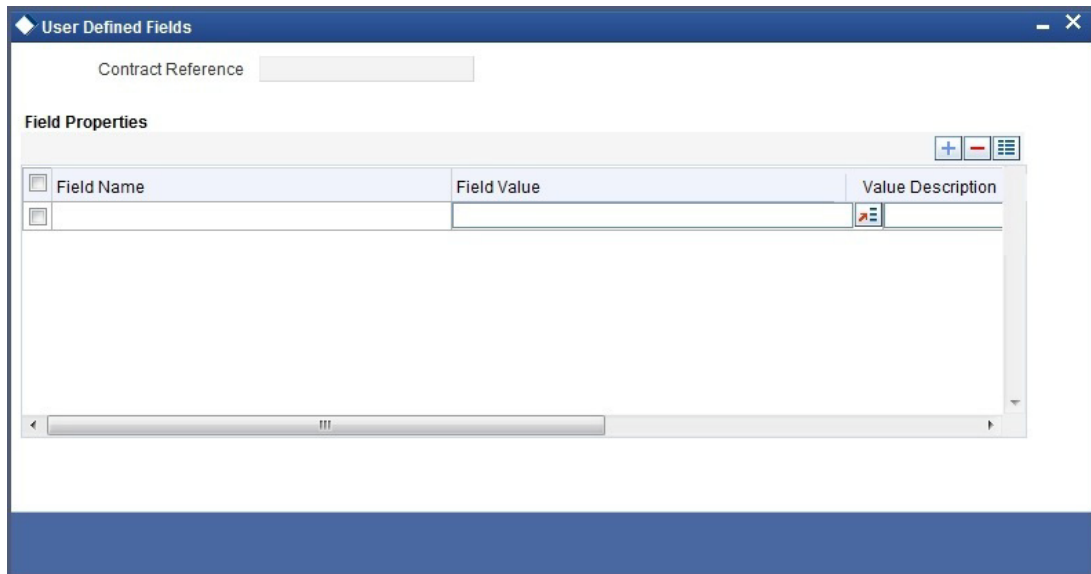 User Defined Fields
Contract Reference
Field Properties
Field Name Field Value Value Description